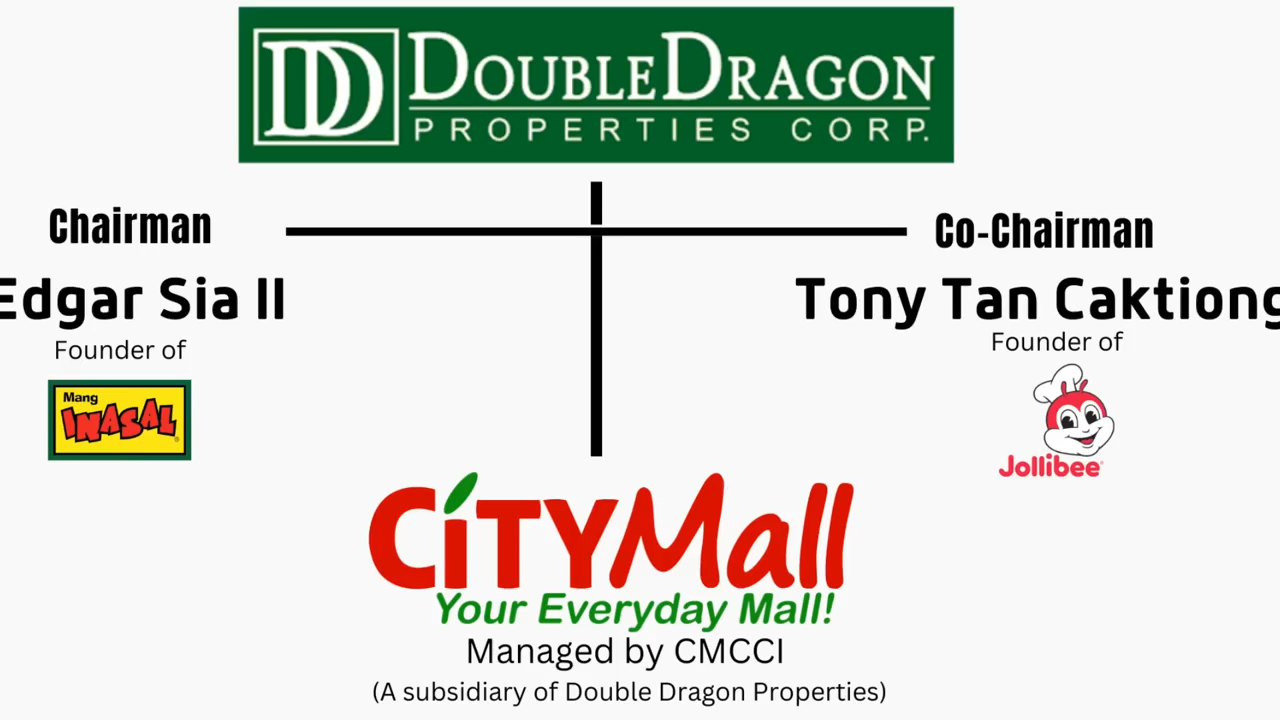 DD DOUBLEDRAGON
PROPERTIES CORP.
Chairman
Co-Chairman
Edgar Sia II
Tony Tan Caktiong
Founder of
Founder of
Mang
INASAL
Jollibee
CiTYMall
Your Everyday Mall!
Managed by CMCCI
(A subsidiary of Double Dragon Properties)